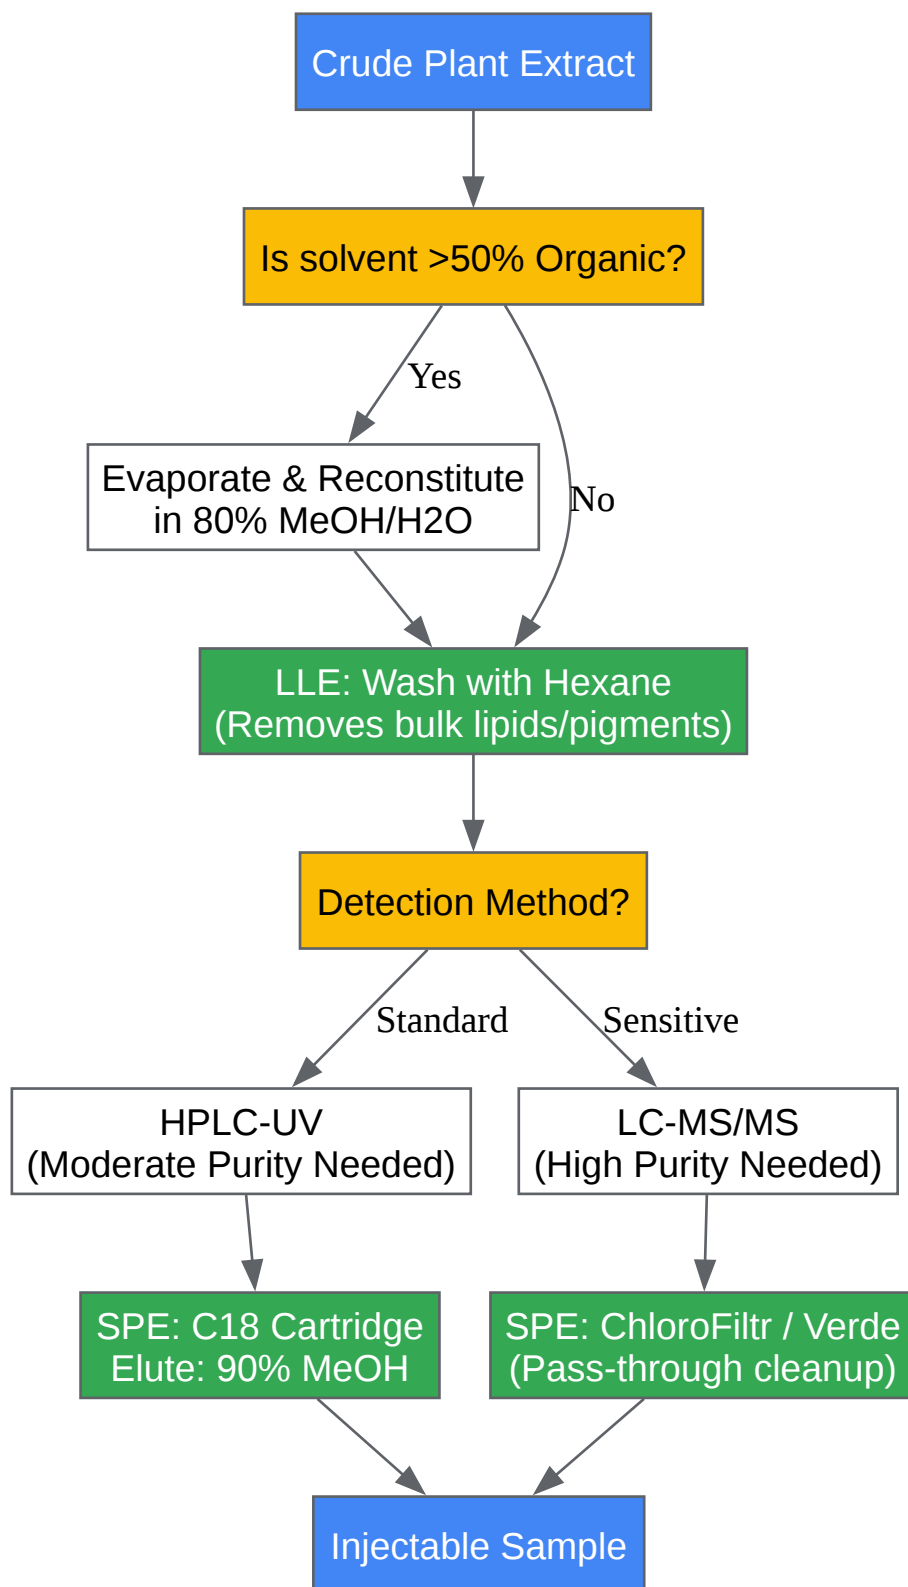 Crude Plant Extract
Is solvent >50% Organic?
Yes
Evaporate & Reconstitute
in 80% MeOH/H2O
No
LLE: Wash with Hexane
(Removes bulk lipids/pigments)
Detection Method?
Standard
Sensitive
HPLC-UV
(Moderate Purity Needed)
LC-MS/MS
(High Purity Needed)
SPE: C18 Cartridge
Elute: 90% MeOH
SPE: ChloroFiltr / Verde
(Pass-through cleanup)
Injectable Sample